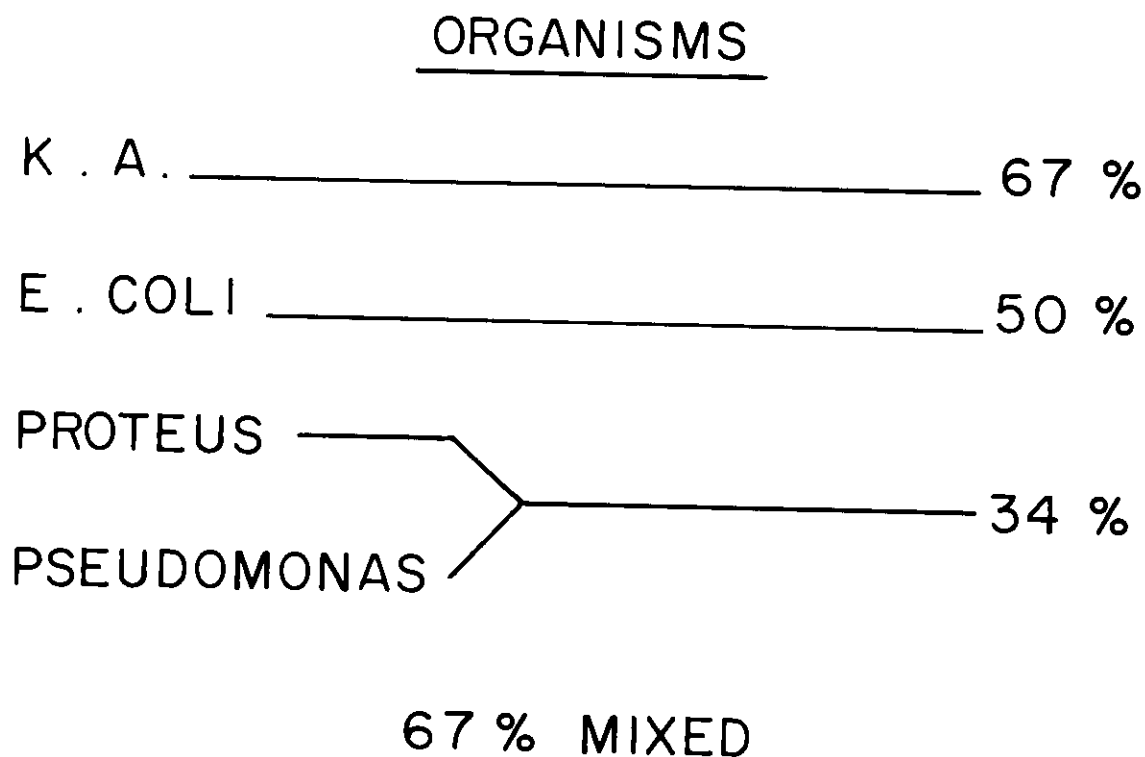 ORGANISMS
K . A. 67 %
E . COLI 50 %
PROTEUS
34 %
PSEUDOMONAS
67 % MIXED